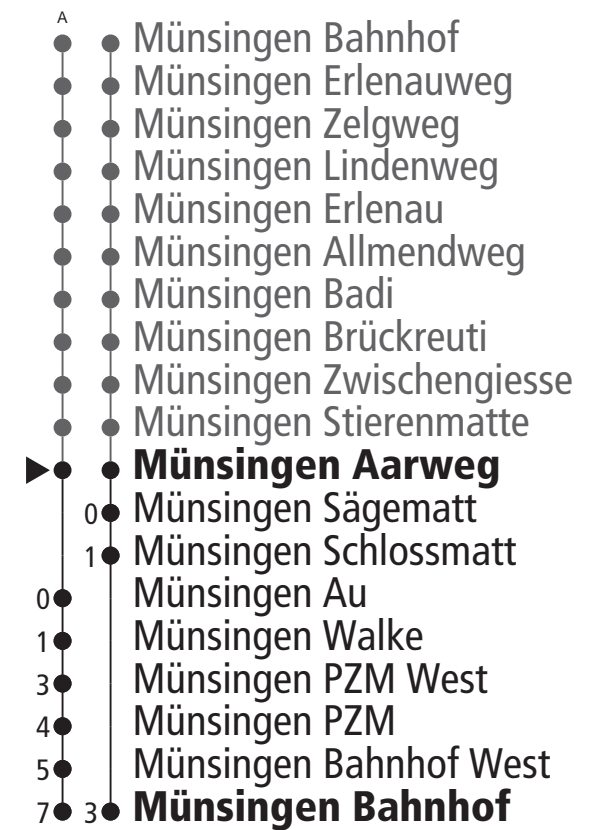 A
Münsingen Bahnhof
Münsingen Erlenauweg
Münsingen Zelgweg
Münsingen Lindenweg
Münsingen Erlenau
Münsingen Allmendweg
Münsingen Badi
Münsingen Brückreuti
Münsingen Zwischengiesse
Münsingen Stierenmatte
Münsingen Aarweg
0 Münsingen Sägematt
1 Münsingen Schlossmatt
0 Münsingen Au
1 Münsingen Walke
3 Münsingen PZM West
4 Münsingen PZM
5 Münsingen Bahnhof West
7 3 Münsingen Bahnhof